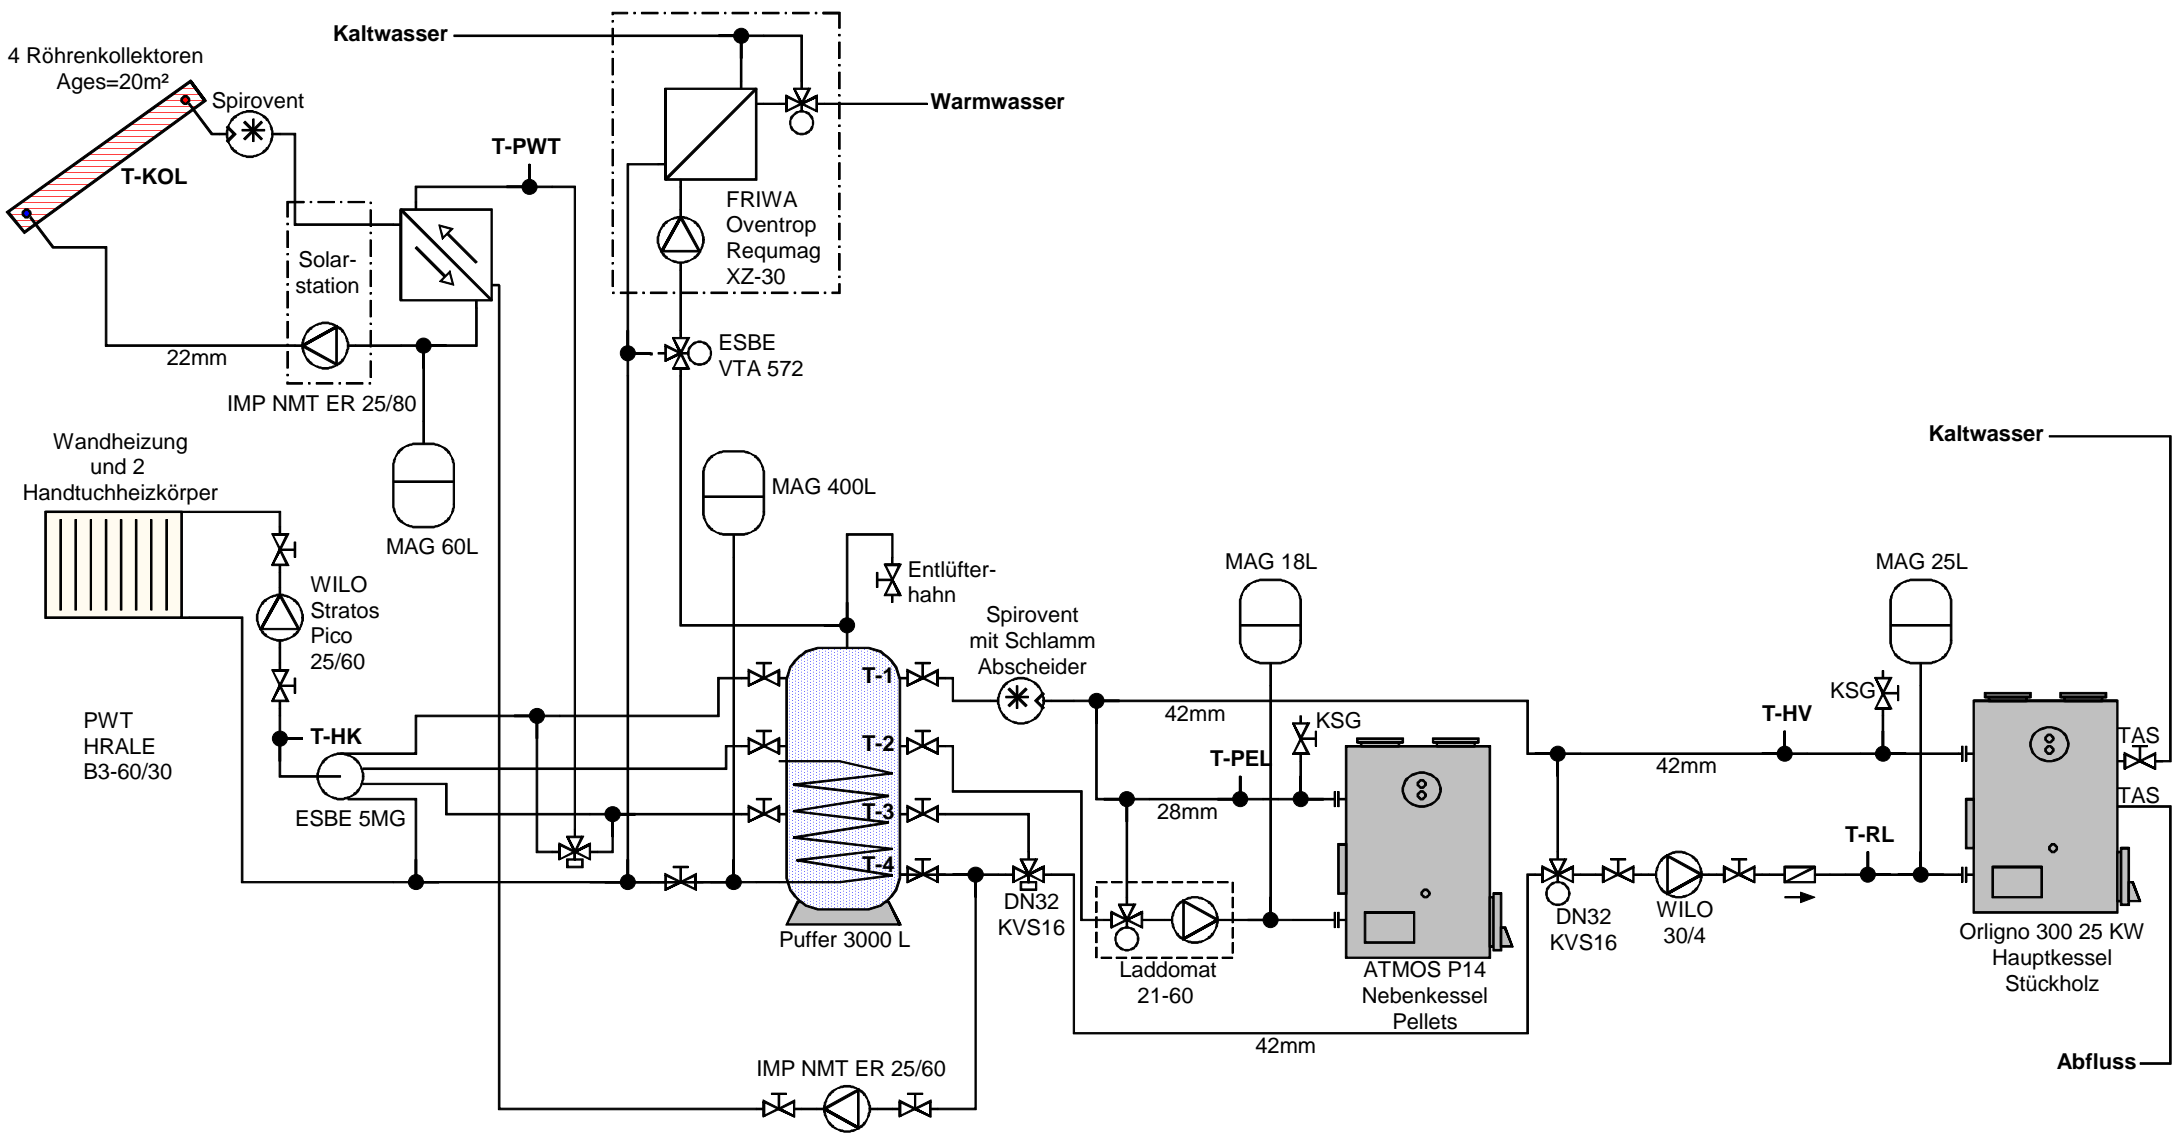 Kaltwasser
4 Röhrenkollektoren
Ages=20m²
Spirovent
T-KOL
T-PWT
Warmwasser
FRIWA
Oventrop
Requmag
XZ-30
Solar-
station
22mm
IMP NMT ER 25/80
ESBE
VTA 572
Wandheizung
und 2
Handtuchheizkörper
MAG 60L
MAG 400L
Kaltwasser
WILO
Stratos
Pico
25/60
Entlüfter-
hahn
MAG 18L
MAG 25L
Spirovent
mit Schlamm
Abscheider
T-1
T-2
T-3
T-4
PWT
HRALE
B3-60/30
T-HK
ESBE 5MG
42mm
KSG
T-PEL
28mm
KSG
T-HV
42mm
TAS
TAS
T-RL
DN32
KVS16
Puffer 3000 L
Laddomat
21-60
ATMOS P14
Nebenkessel
Pellets
DN32
KVS16
WILO
30/4
Orligno 300 25 KW
Hauptkessel
Stückholz
42mm
IMP NMT ER 25/60
Abfluss